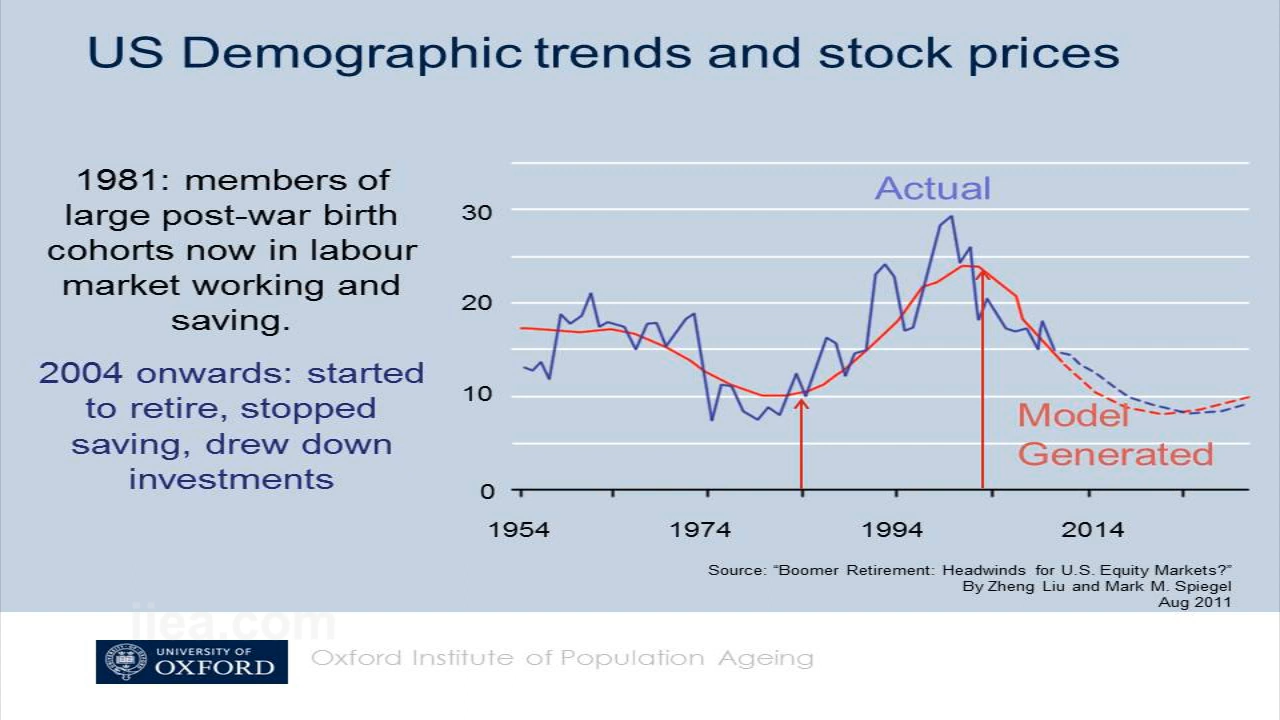 US Demographic trends and stock prices
1981: members of
large post-war birth
cohorts now in labour
market working and
saving.
2004 onwards: started
to retire, stopped
saving, drew down
investments
Actual
30
20
10
0
Model
Generated
1954 1974 1994 2014
Source: “Boomer Retirement: Headwinds for U.S. Equity Markets?”
By Zheng Liu and Mark M. Spiegel
Aug 2011
iiea.com
UNIVERSITY OF
OXFORD
Oxford Institute of Population Ageing